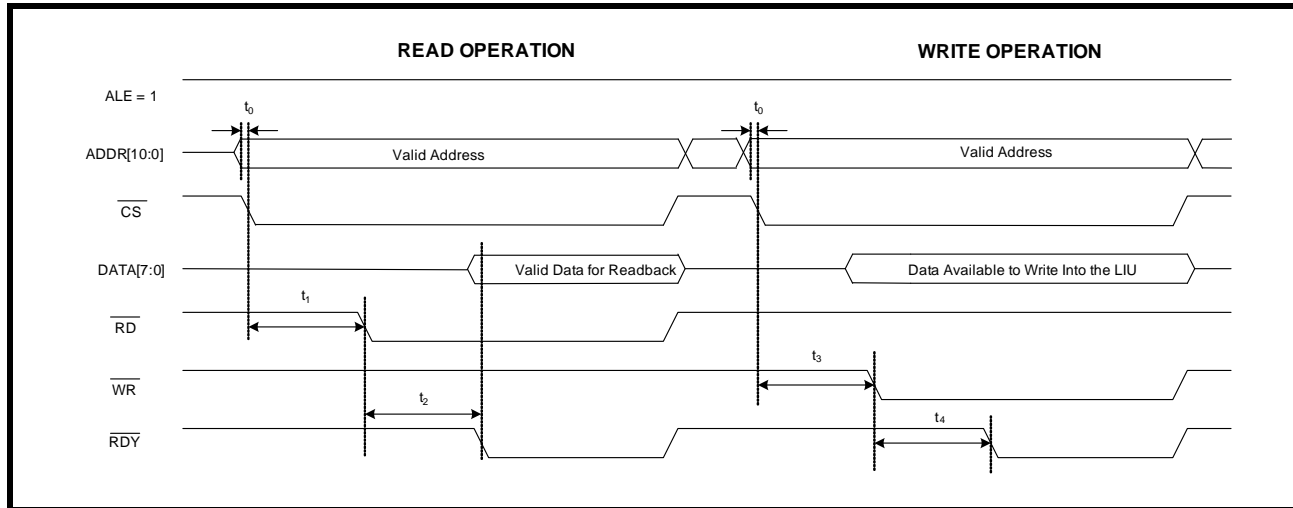 READ OPERATION WRITE OPERATION
ALE = 1
t0 t0
ADDR[10:0] Valid Address Valid Address
CS
DATA[7:0] Valid Data for Readback Data Available to Write Into the LIU
t1
RD
t3
WR
t2 t4
RDY